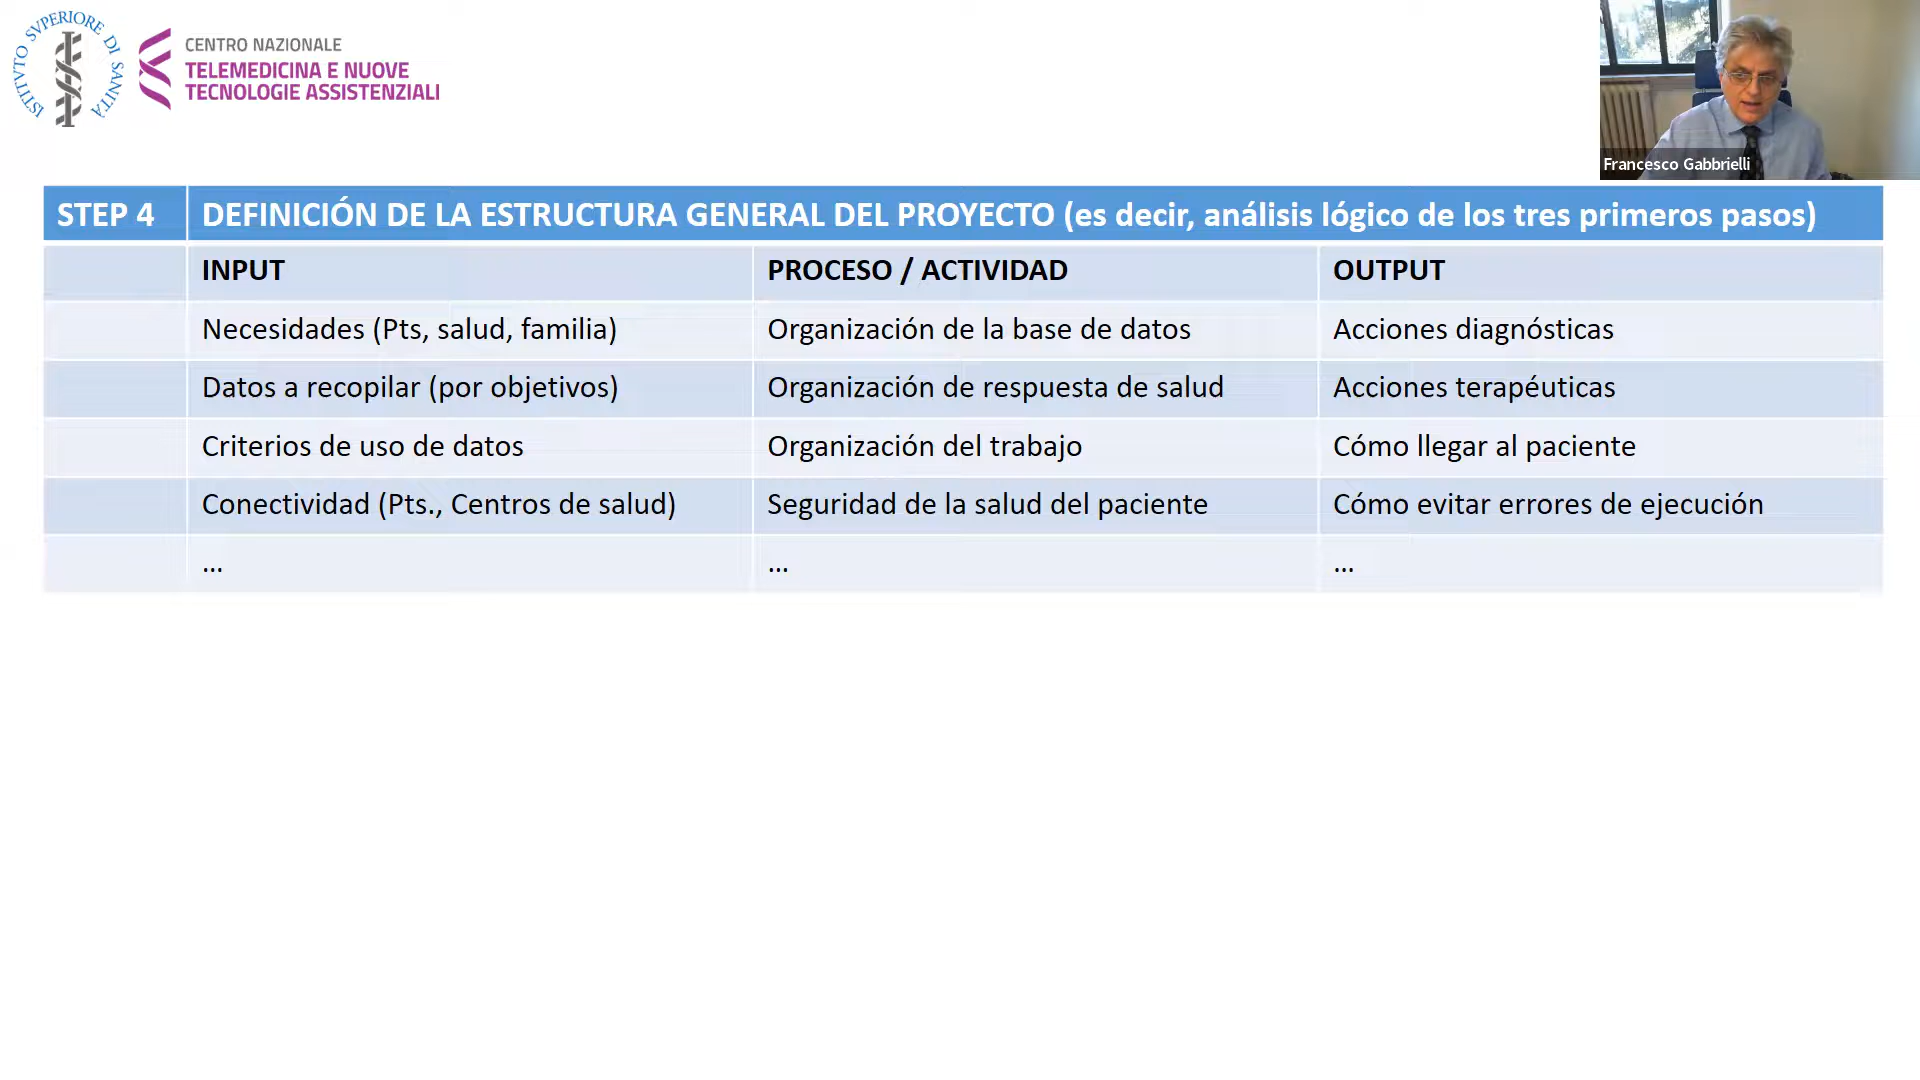 ISTITVTO SVPERIORE DI SANITÀ
CENTRO NAZIONALE
TELEMEDICINA E NUOVE
TECNOLOGIE ASSISTENZIALI
Francesco Gabbrielli
STEP 4 DEFINICIÓN DE LA ESTRUCTURA GENERAL DEL PROYECTO (es decir, análisis lógico de los tres primeros pasos)
INPUT PROCESO / ACTIVIDAD OUTPUT
Necesidades (Pts, salud, familia) Organización de la base de datos Acciones diagnósticas
Datos a recopilar (por objetivos) Organización de respuesta de salud Acciones terapéuticas
Criterios de uso de datos Organización del trabajo Cómo llegar al paciente
Conectividad (Pts., Centros de salud) Seguridad de la salud del paciente Cómo evitar errores de ejecución
... ... ...